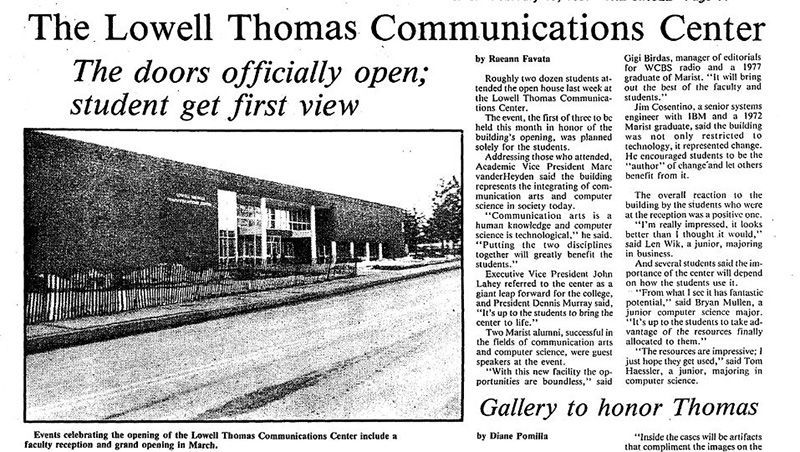 The Lowell Thomas Communications Center
The doors officially open;
student get first view
Events celebrating the opening of the Lowell Thomas Communications Center include a
faculty reception and grand opening in March.
by Raeann Favata
Roughly two dozen students at-
tended the open house last week at
the Lowell Thomas Communica-
tions Center.
The event, the first of three to be
held this month in honor of the
building's opening, was planned
solely for the students.
Addressing those who attended,
Academic Vice President Marc
vanderHeyden said the building
represents the integrating of com-
munication arts and computer
science in society today.
"Communication arts is a
human knowledge and computer
science is technological," he said.
"Putting the two disciplines
together will greatly benefit the
students."
Executive Vice President John
Lahey referred to the center as a
giant leap forward for the college,
and President Dennis Murray said,
"It's up to the students to bring the
center to life."
Two Marist alumni, successful in
the fields of communication arts
and computer science, were guest
speakers at the event.
"With this new facility the op-
portunities are boundless," said
Gigi Birdas, manager of editorials
for WCBS radio and a 1977
graduate of Marist. "It will bring
out the best of the faculty and
students."
Jim Cosentino, a senior systems
engineer with IBM and a 1972
Marist graduate, said the building
was not only restricted to
technology, it represented change.
He encouraged students to be the
"author" of change and let others
benefit from it.
The overall reaction to the
building by the students who were
at the reception was a positive one.
"I'm really impressed, it looks
better than I thought it would,"
said Len Wik, a junior, majoring
in business.
And several students said the im-
portance of the center will depend
on how the students use it.
"From what I see it has fantastic
potential," said Bryan Mullen, a
junior computer science major.
"It's up to the students to take ad-
vantage of the resources finally
allocated to them."
"The resources are impressive; I
just hope they get used," said Tom
Haessler, a junior, majoring in
computer science.
Gallery to honor Thomas
by Diane Pomilla
"Inside the cases will be artifacts
that compliment the images on the